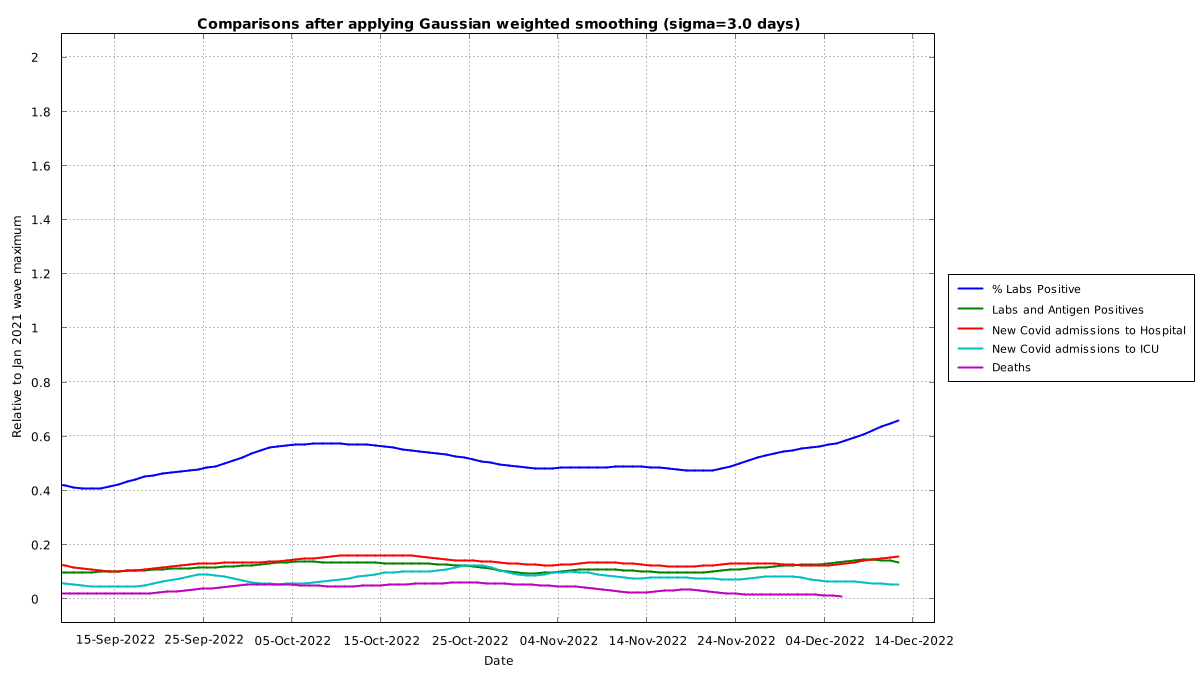 Comparisons after applying Gaussian weighted smoothing (sigma=3.0 days)
Relative to Jan 2021 wave maximum
2
1.8
1.6
1.4
1.2
1
0.8
0.6
0.4
0.2
0
15-Sep-2022 25-Sep-2022 05-Oct-2022 15-Oct-2022 25-Oct-2022 04-Nov-2022 14-Nov-2022 24-Nov-2022 04-Dec-2022 14-Dec-2022
Date
% Labs Positive
Labs and Antigen Positives
New Covid admissions to Hospital
New Covid admissions to ICU
Deaths